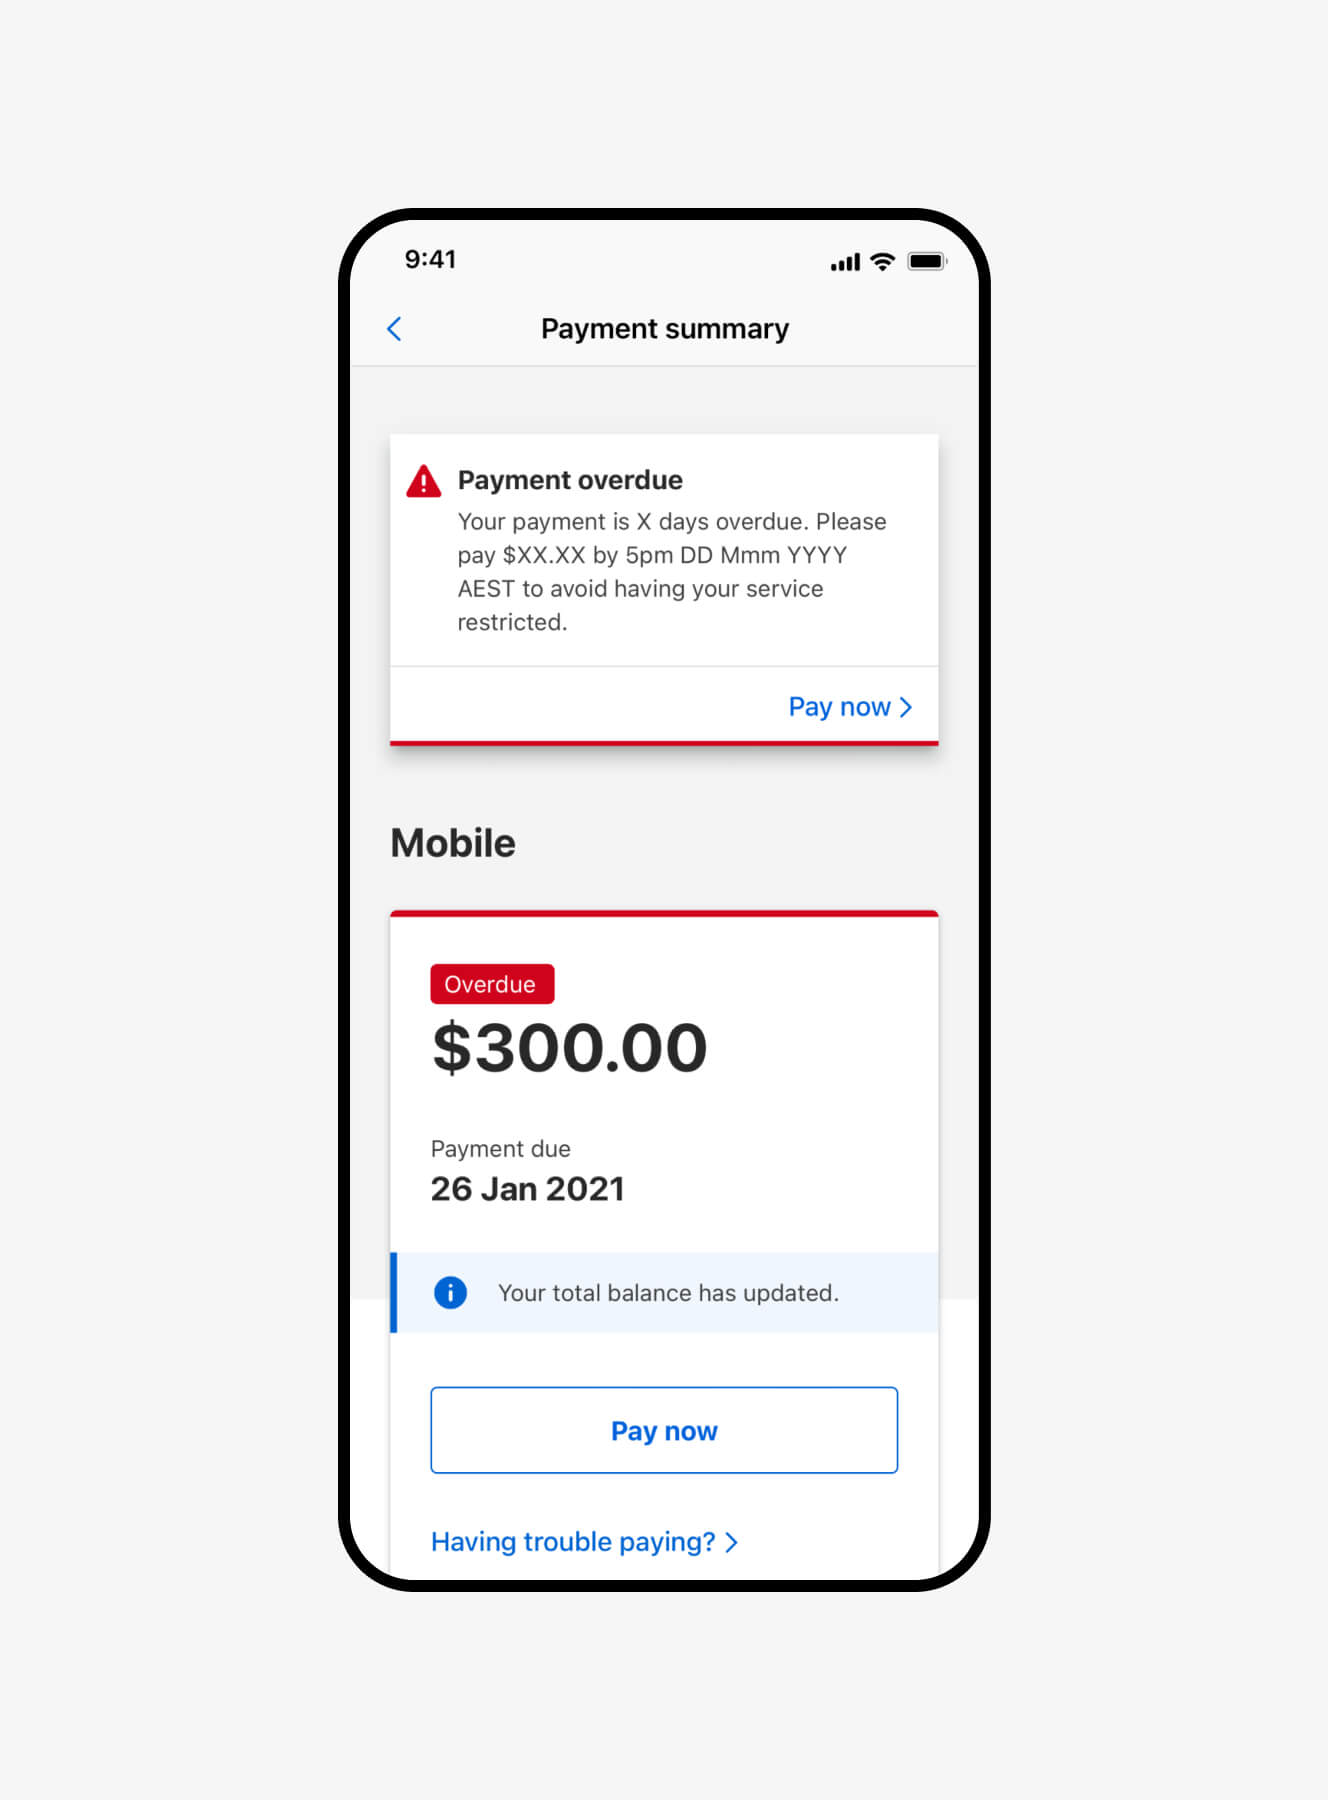 9:41
Payment summary
Payment overdue
Your payment is X days overdue. Please
pay $XX.XX by 5pm DD Mmm YYYY
AEST to avoid having your service
restricted.
Pay now
Mobile
Overdue
$300.00
Payment due
26 Jan 2021
Your total balance has updated.
Pay now
Having trouble paying?